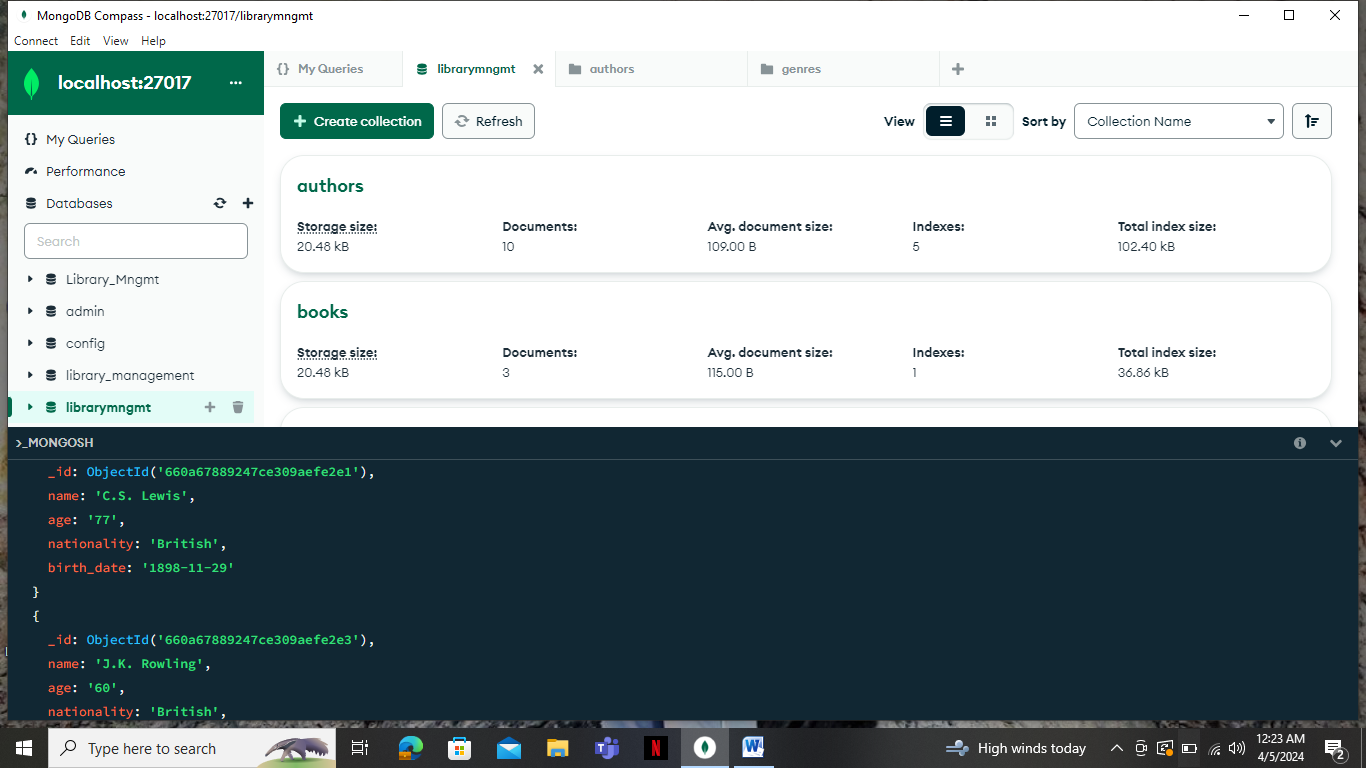 MongoDB Compass - localhost:27017/librarymngmt
Connect Edit View Help
localhost:27017 ...
{} My Queries
librarymngmt
authors
genres
My Queries
Performance
Databases
Search
Library_Mngmt
admin
config
library_management
librarymngmt
Create collection
Refresh
View
Sort by
Collection Name
authors
Storage size: Documents: Avg. document size: Indexes: Total index size:
20.48 kB 10 109.00 B 5 102.40 kB
books
Storage size: Documents: Avg. document size: Indexes: Total index size:
20.48 kB 3 115.00 B 1 36.86 kB
>_MONGOSH
_id: ObjectId('660a67889247ce309aefe2e1'),
name: 'C.S. Lewis',
age: '77',
nationality: 'British',
birth_date: '1898-11-29'
}
{
_id: ObjectId('660a67889247ce309aefe2e3'),
name: 'J.K. Rowling',
age: '60',
nationality: 'British',
Type here to search
N
W
High winds today
12:23 AM
4/5/2024
2